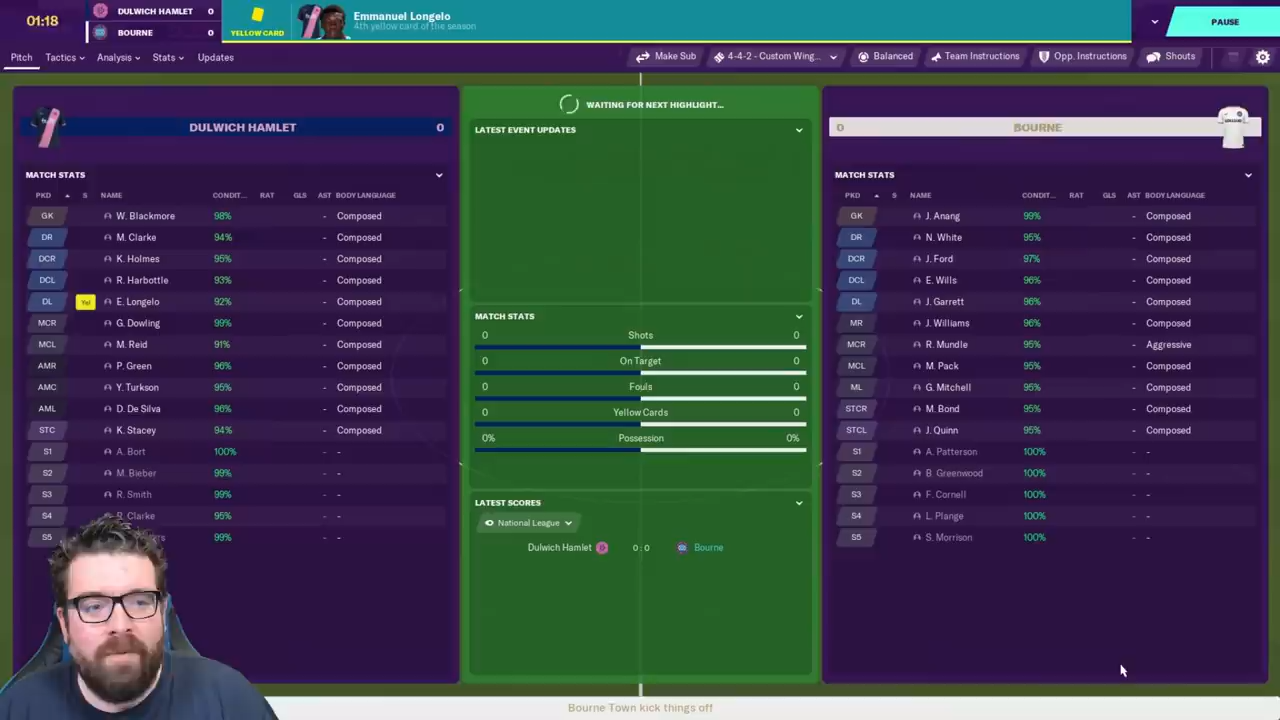 01:18
DULWICH HAMLET 0
BOURNE 0
YELLOW CARD
Emmanuel Longelo
4th yellow card of the season
PAUSE
Pitch Tactics Analysis Stats Updates
Make Sub 4-4-2 - Custom Wing... Balanced Team Instructions Opp. Instructions Shouts
DULWICH HAMLET 0
MATCH STATS
PKD S NAME CONDIT... RAT GLS AST BODY LANGUAGE
GK W. Blackmore 98% - Composed
DR M. Clarke 94% - Composed
DCR K. Holmes 95% - Composed
DCL R. Harbottle 93% - Composed
DL Yel E. Longelo 92% - Composed
MCR G. Dowling 99% - Composed
MCL M. Reid 91% - Composed
AMR P. Green 96% - Composed
AMC Y. Turkson 95% - Composed
AML D. De Silva 96% - Composed
STC K. Stacey 94% - Composed
S1 A. Bort 100% - -
S2 M. Bieber 99% - -
S3 R. Smith 99% - -
S4 R. Clarke 95% - -
S5 99% - -
WAITING FOR NEXT HIGHLIGHT...
LATEST EVENT UPDATES
MATCH STATS
0 Shots 0
0 On Target 0
0 Fouls 0
0 Yellow Cards 0
0% Possession 0%
LATEST SCORES
National League
Dulwich Hamlet 0 : 0 Bourne
0 BOURNE
MATCH STATS
PKD S NAME CONDIT... RAT GLS AST BODY LANGUAGE
GK J. Anang 99% - Composed
DR N. White 95% - Composed
DCR J. Ford 97% - Composed
DCL E. Wills 96% - Composed
DL J. Garrett 96% - Composed
MR J. Williams 96% - Composed
MCR R. Mundle 95% - Aggressive
MCL M. Pack 95% - Composed
ML G. Mitchell 95% - Composed
STCR M. Bond 95% - Composed
STCL J. Quinn 95% - Composed
S1 A. Patterson 100% - -
S2 B. Greenwood 100% - -
S3 F. Cornell 100% - -
S4 L. Plange 100% - -
S5 S. Morrison 100% - -
Bourne Town kick things off